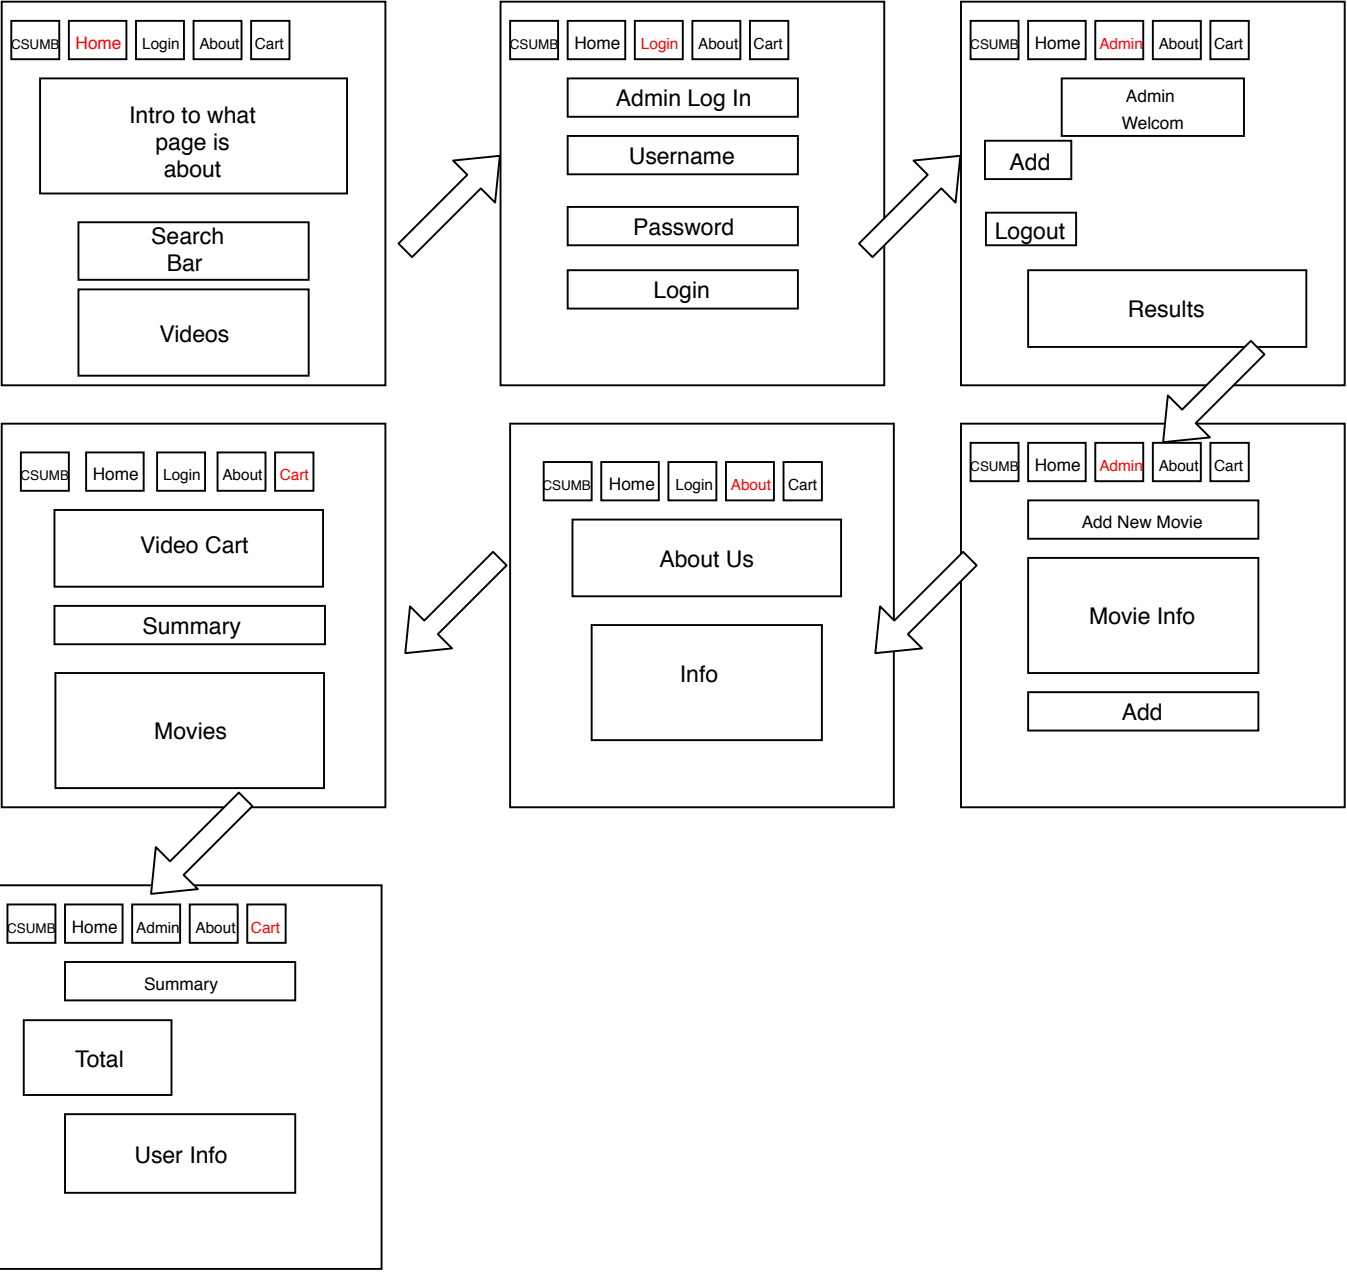 CSUMB Home Login About Cart
Intro to what
page is
about
Search
Bar
Videos
CSUMB Home Login About Cart
Admin Log In
Username
Password
Login
CSUMB Home Admin About Cart
Admin
Welcom
Add
Logout
Results
CSUMB Home Login About Cart
Video Cart
Summary
Movies
CSUMB Home Login About Cart
About Us
Info
CSUMB Home Admin About Cart
Add New Movie
Movie Info
Add
CSUMB Home Admin About Cart
Summary
Total
User Info